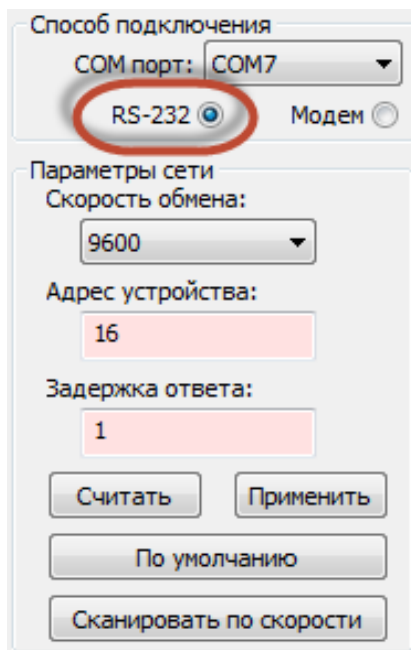 Способ подключения
COM порт: COM7
RS-232 Модем
Параметры сети
Скорость обмена:
9600
Адрес устройства:
16
Задержка ответа:
1
Считать Применить
По умолчанию
Сканировать по скорости